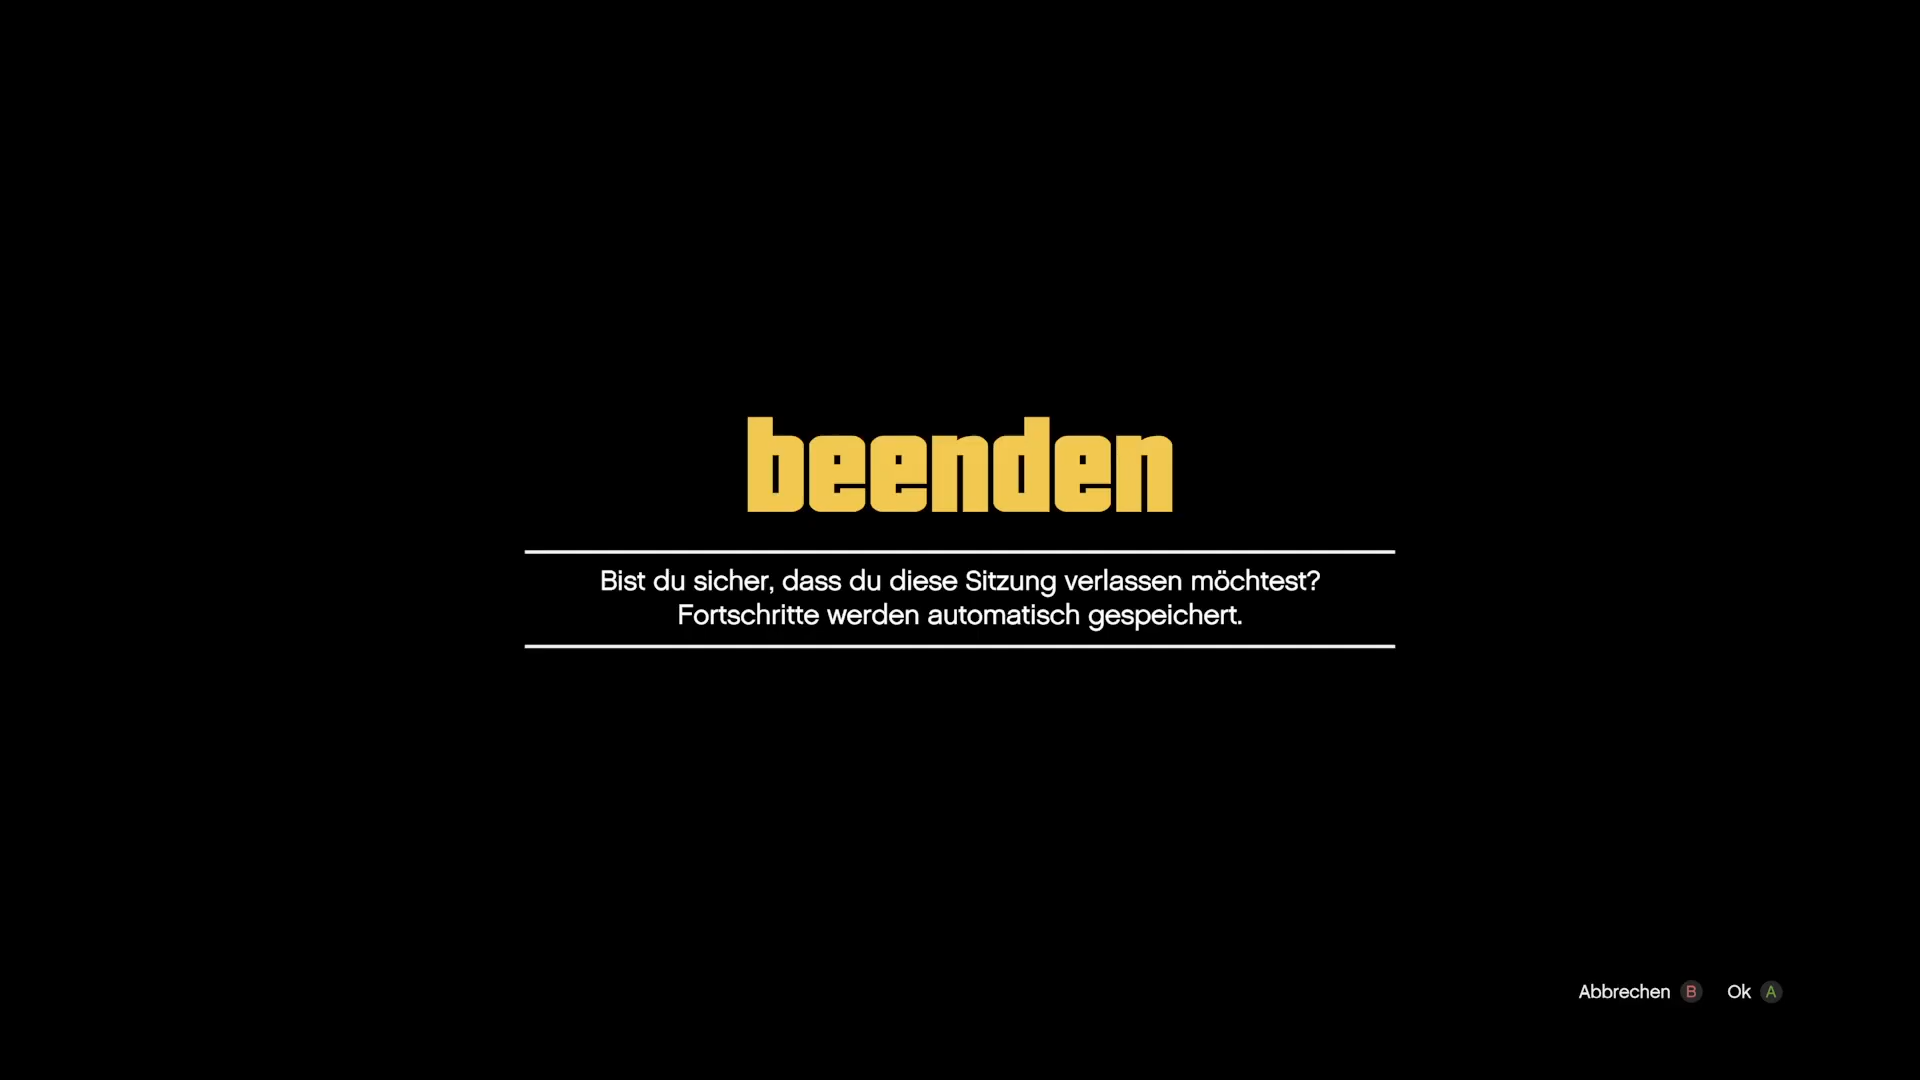 beenden
Bist du sicher, dass du diese Sitzung verlassen möchtest?
Fortschritte werden automatisch gespeichert.
Abbrechen B Ok A